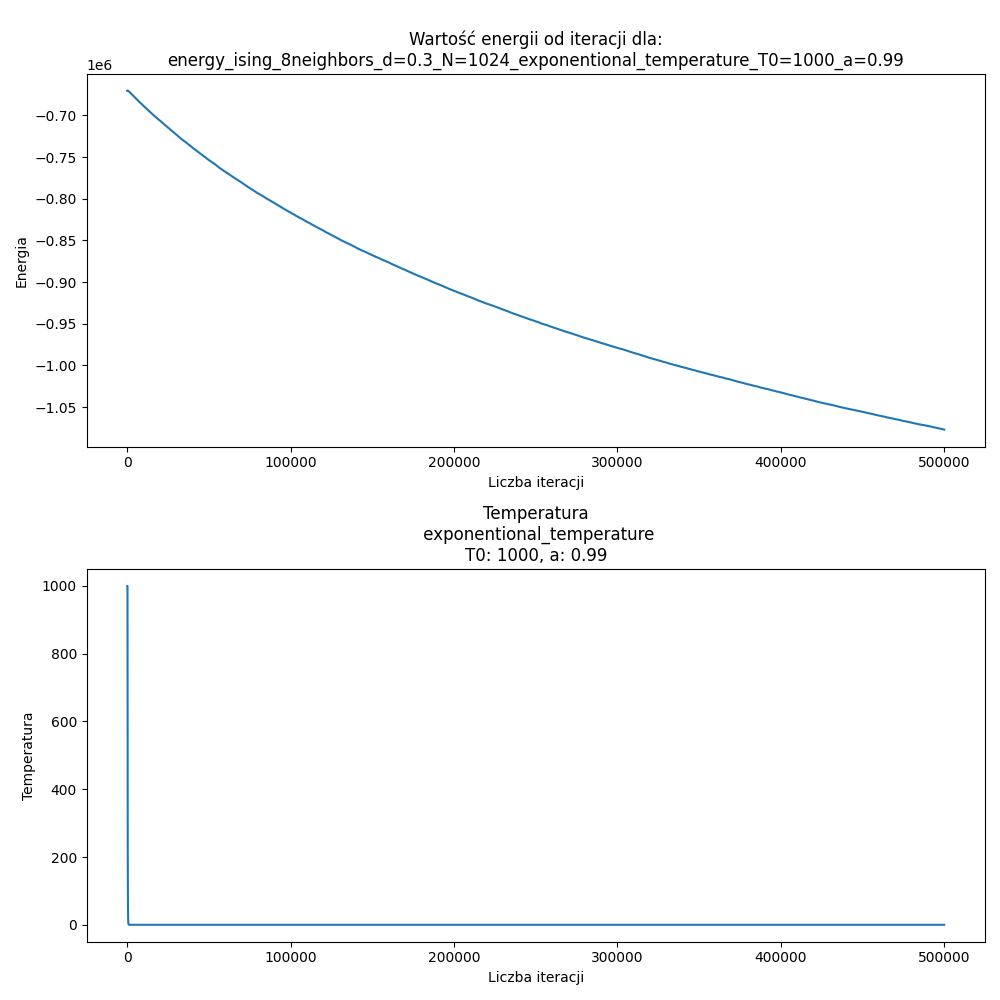 Wartość energii od iteracji dla:
energy_ising_8neighbors_d=0.3_N=1024_exponentional_temperature_T0=1000_a=0.99
1e6
−0.70
−0.75
−0.80
−0.85
−0.90
−0.95
−1.00
−1.05
Energia
0 100000 200000 300000 400000 500000
Liczba iteracji
Temperatura
exponentional_temperature
T0: 1000, a: 0.99
1000
800
600
400
200
0
Temperatura
0 100000 200000 300000 400000 500000
Liczba iteracji